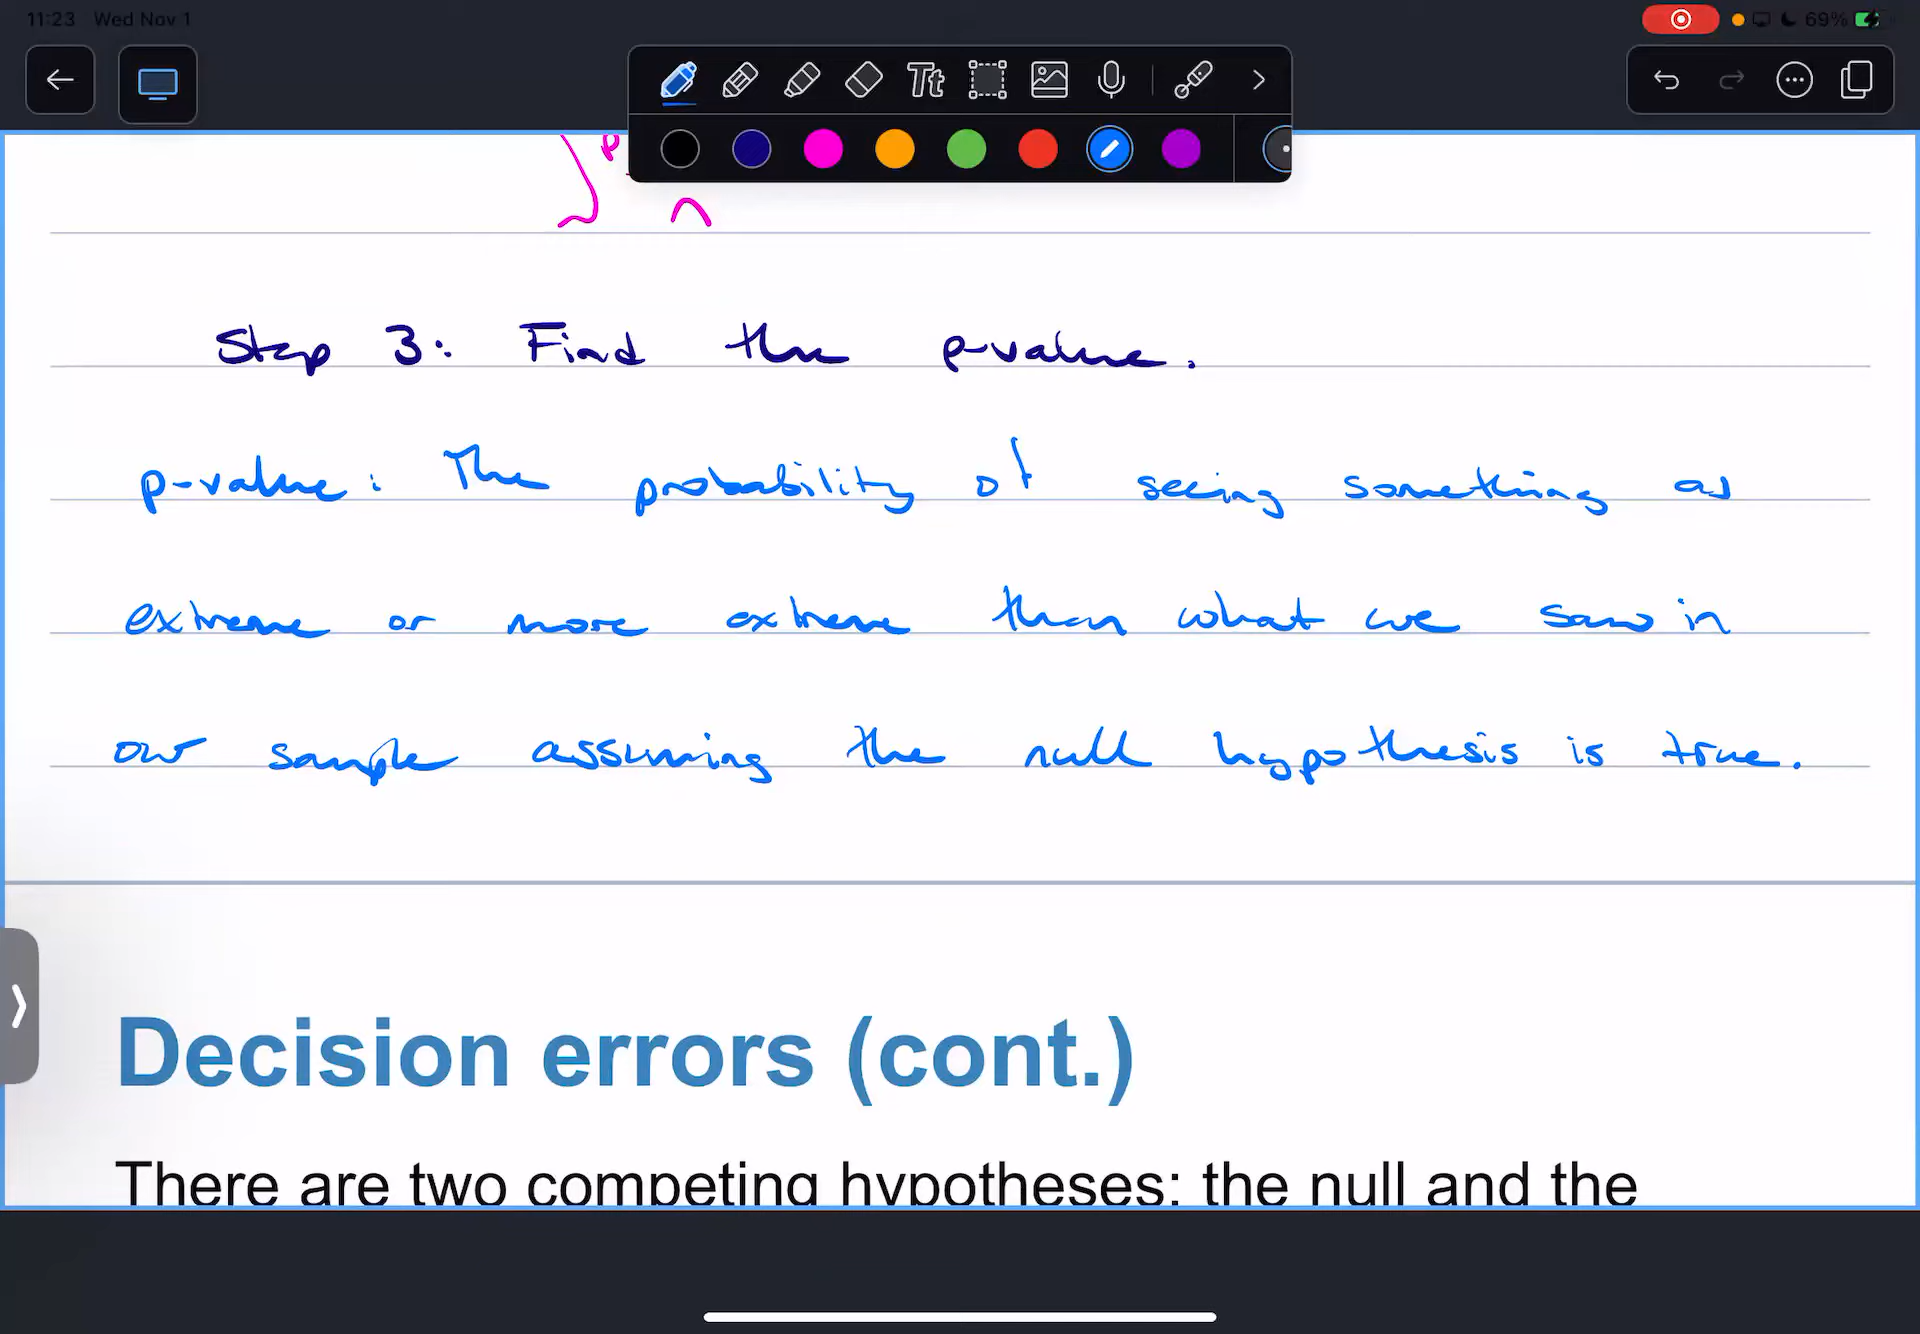 11:23 Wed Nov 1
69%
Tt
Step 3: Find the p-value.
p-value: The probability of seeing something as
extreme or more extreme than what we saw in
our sample assuming the null hypothesis is true.
Decision errors (cont.)
There are two competing hypotheses: the null and the